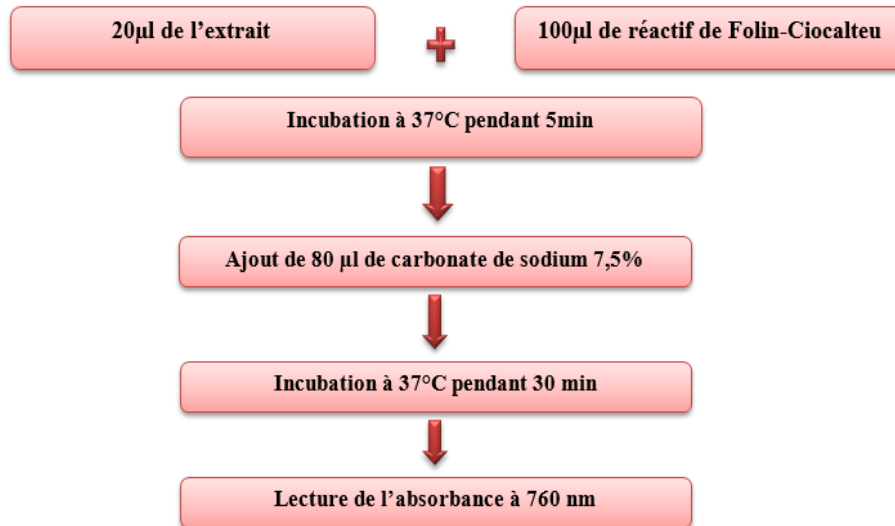 20µl de l’extrait
100µl de réactif de Folin-Ciocalteu
Incubation à 37°C pendant 5min
Ajout de 80 µl de carbonate de sodium 7,5%
Incubation à 37°C pendant 30 min
Lecture de l’absorbance à 760 nm